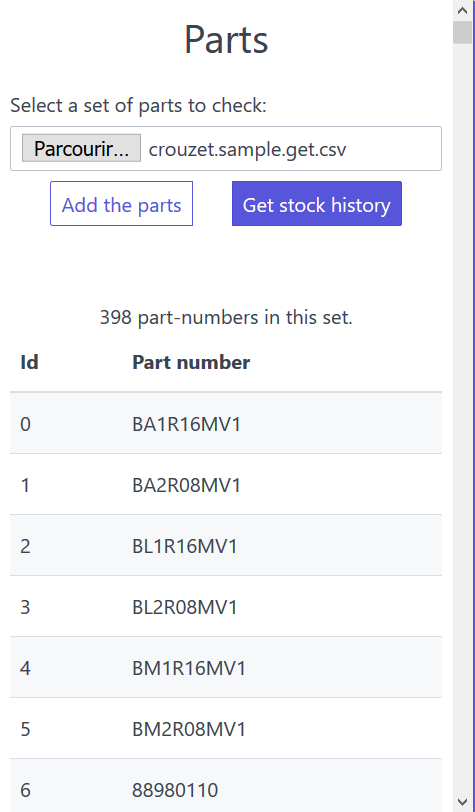 Parts
Select a set of parts to check:
Parcourir... crouzet.sample.get.csv
Add the parts Get stock history
398 part-numbers in this set.
Id Part number
0 BA1R16MV1
1 BA2R08MV1
2 BL1R16MV1
3 BL2R08MV1
4 BM1R16MV1
5 BM2R08MV1
6 88980110